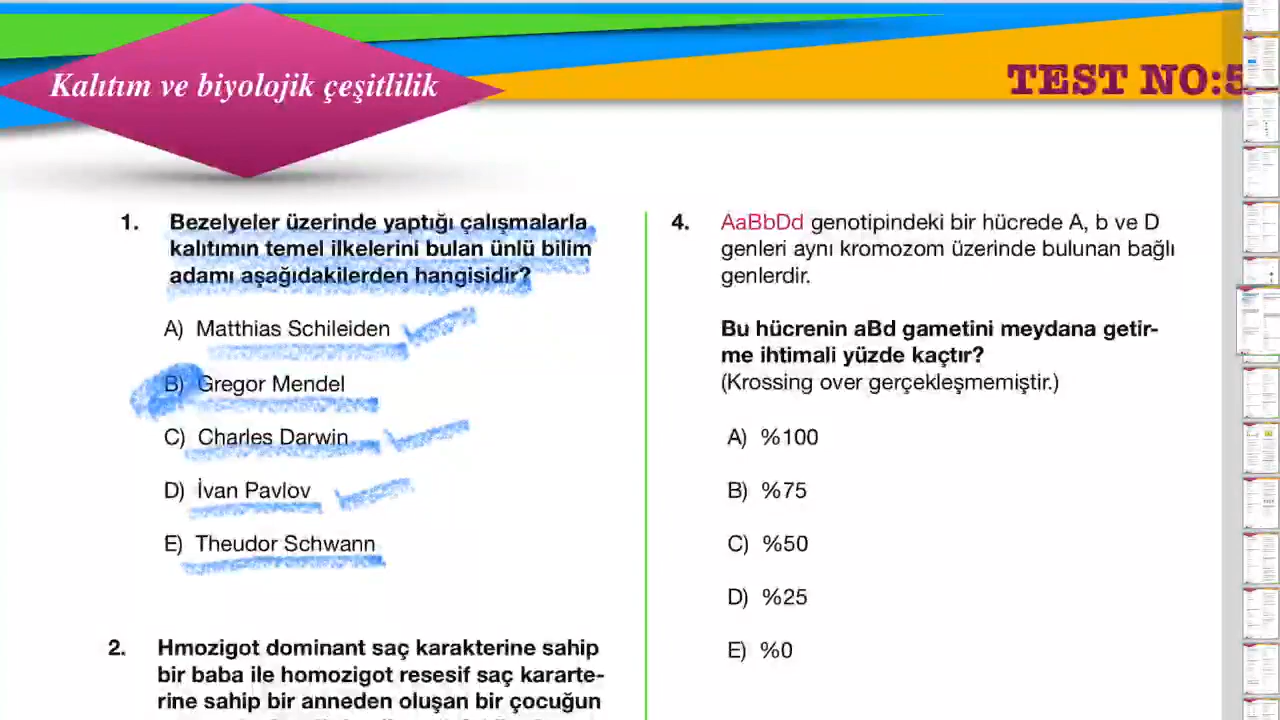 Kalıtım ve biyolojik çeşitlilik
TEST NO:5
1. Bezelyeler üzerinde yaptığı çalışmalarla
kalıtımın temel ilkelerini bulan ünlü bilim
adamı aşağıdakilerden hangisidir?
A) Matthias Schileiden
B) Gregor Mendel
C) Charles Darwin
D) İvan Pavlov
E) Theudor Schwann
2. Hmozigot dominant saç karakterine sahip
bir baba ile homozigot resesif saç kararte-
rine sahip bir anneden oluşan bir çocuğun
4. AaBbDd genotipindeki bir hücrede A, b ve D
genleri aynı kromozom üzerinde bulunan bağlı
genlerdir.
Bu hücrenin aBd gametini meydana getir-
me ihtimali yüzde kaçtır?
(Krossing over gerçekleşmemiştir.)
A) %100
B) %75
C) %50
D) %25
E) %0